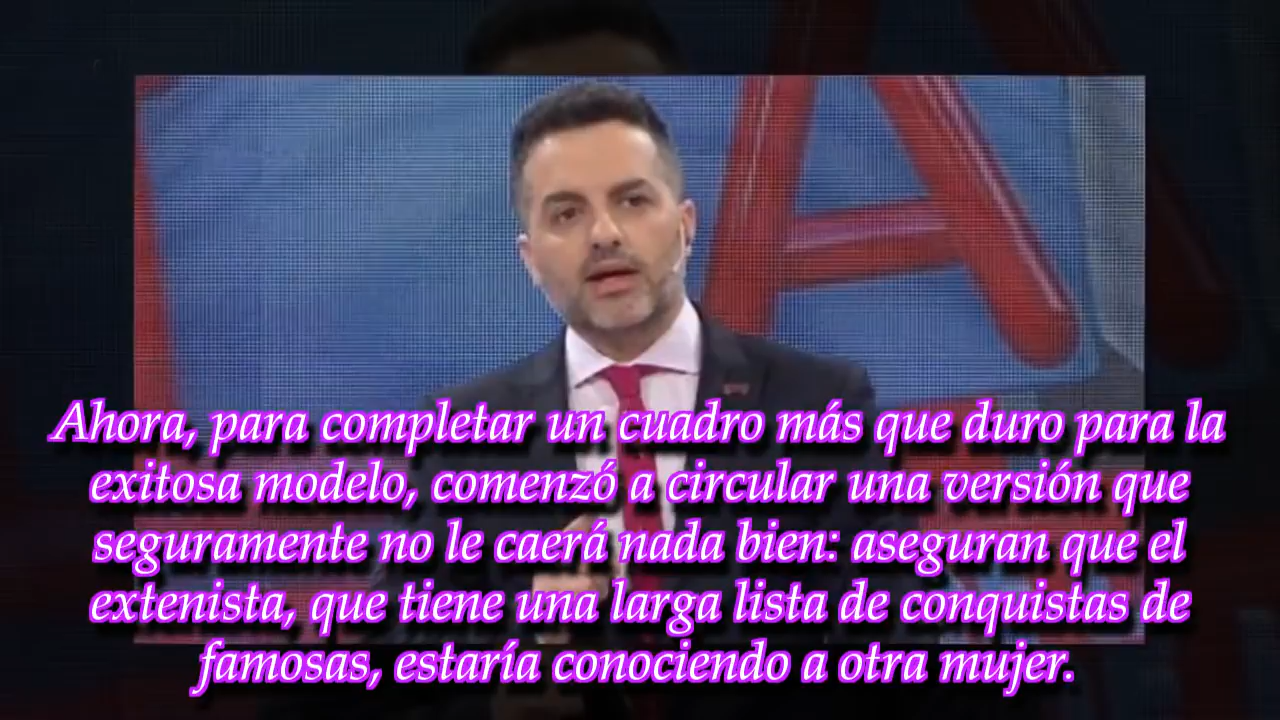 Ahora, para completar un cuadro más que duro para la
exitosa modelo, comenzó a circular una versión que
seguramente no le caerá nada bien: aseguran que el
extenista, que tiene una larga lista de conquistas de
famosas, estaría conociendo a otra mujer.